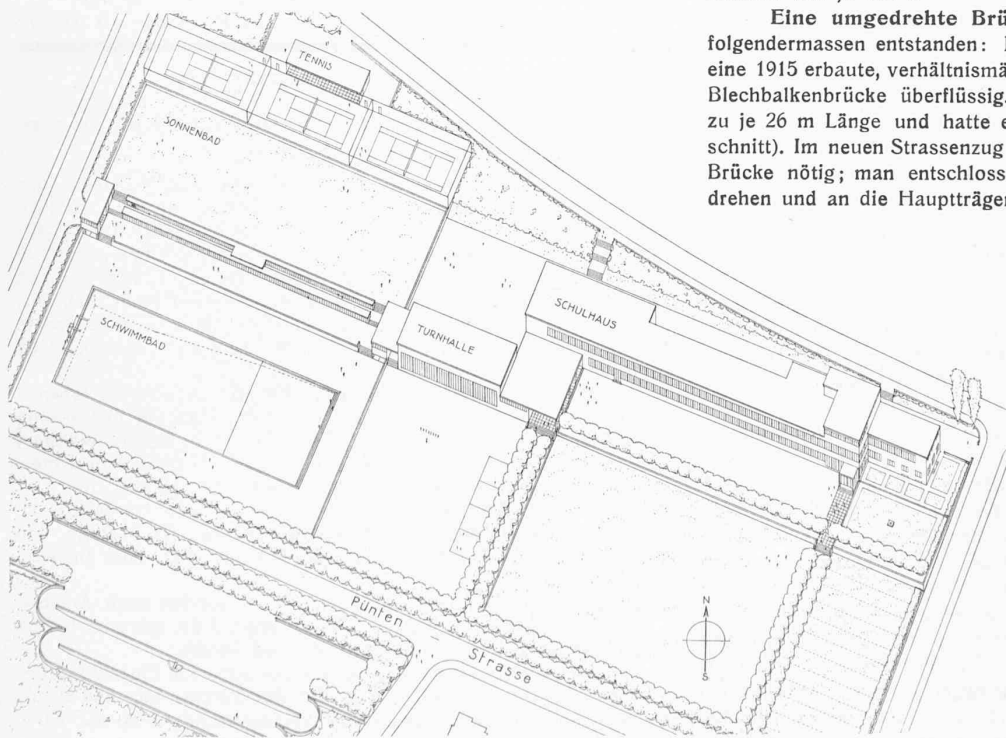 Eine umgedrehte Brü
folgendermassen entstanden:
eine 1915 erbaute, verhältnismä
Blechbalkenbrücke überflüssig,
zu je 26 m Länge und hatte e
schnitt). Im neuen Strassenzug
Brücke nötig; man entschloss
drehen und an die Hauptträger
TENNIS
SONNENBAD
SCHULHAUS
TURNHALLE
SCHWIMMBAD
Pünten
Strasse
N
S